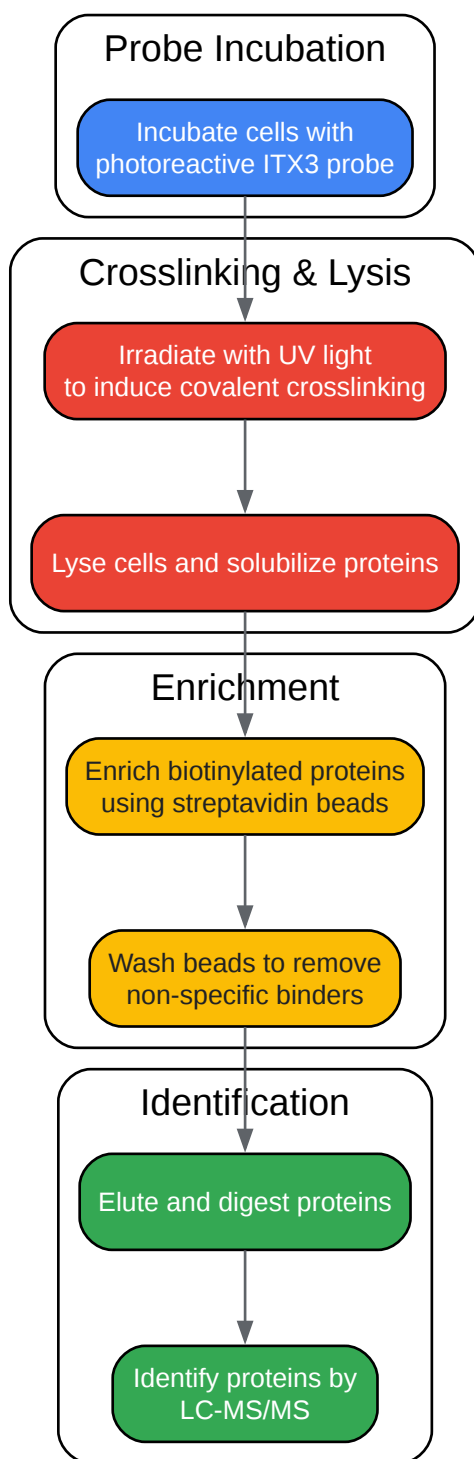 Probe Incubation
Incubate cells with
photoreactive ITX3 probe
Crosslinking & Lysis
Irradiate with UV light
to induce covalent crosslinking
Lyse cells and solubilize proteins
Enrichment
Enrich biotinylated proteins
using streptavidin beads
Wash beads to remove
non-specific binders
Identification
Elute and digest proteins
Identify proteins by
LC-MS/MS